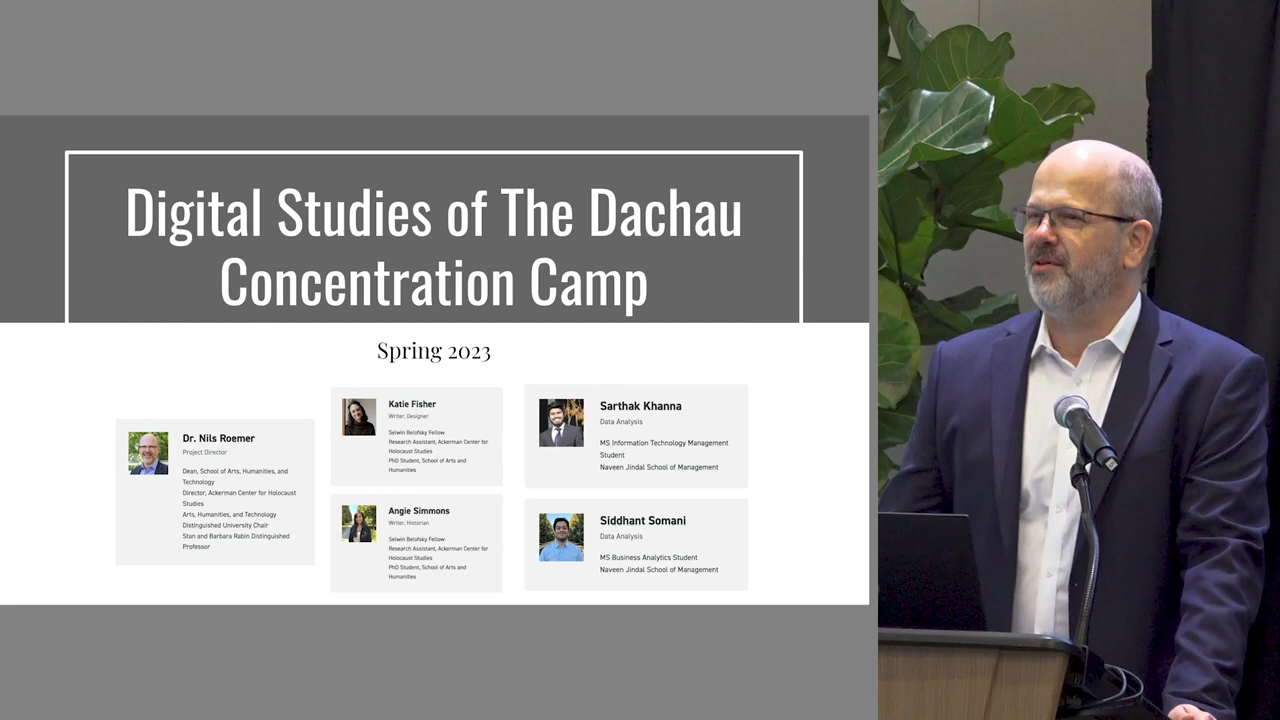 Digital Studies of The Dachau
Concentration Camp
Spring 2023
Dr. Nils Roemer
Project Director
Dean, School of Arts, Humanities, and
Technology
Director, Ackerman Center for Holocaust
Studies
Arts, Humanities, and Technology
Distinguished University Chair
Stan and Barbara Rabin Distinguished
Professor
Katie Fisher
Writer, Designer
Selwin Belofsky Fellow
Research Assistant, Ackerman Center for
Holocaust Studies
PhD Student, School of Arts and
Humanities
Angie Simmons
Writer, Historian
Selwin Belofsky Fellow
Research Assistant, Ackerman Center for
Holocaust Studies
PhD Student, School of Arts and
Humanities
Sarthak Khanna
Data Analysis
MS Information Technology Management
Student
Naveen Jindal School of Management
Siddhant Somani
Data Analysis
MS Business Analytics Student
Naveen Jindal School of Management